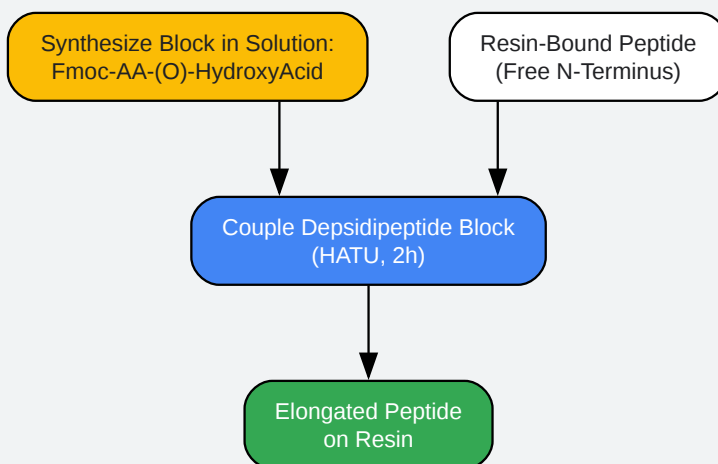 Synthesize Block in Solution:
Fmoc-AA-(O)-HydroxyAcid
Resin-Bound Peptide
(Free N-Terminus)
Couple Depsidipeptide Block
(HATU, 2h)
Elongated Peptide
on Resin